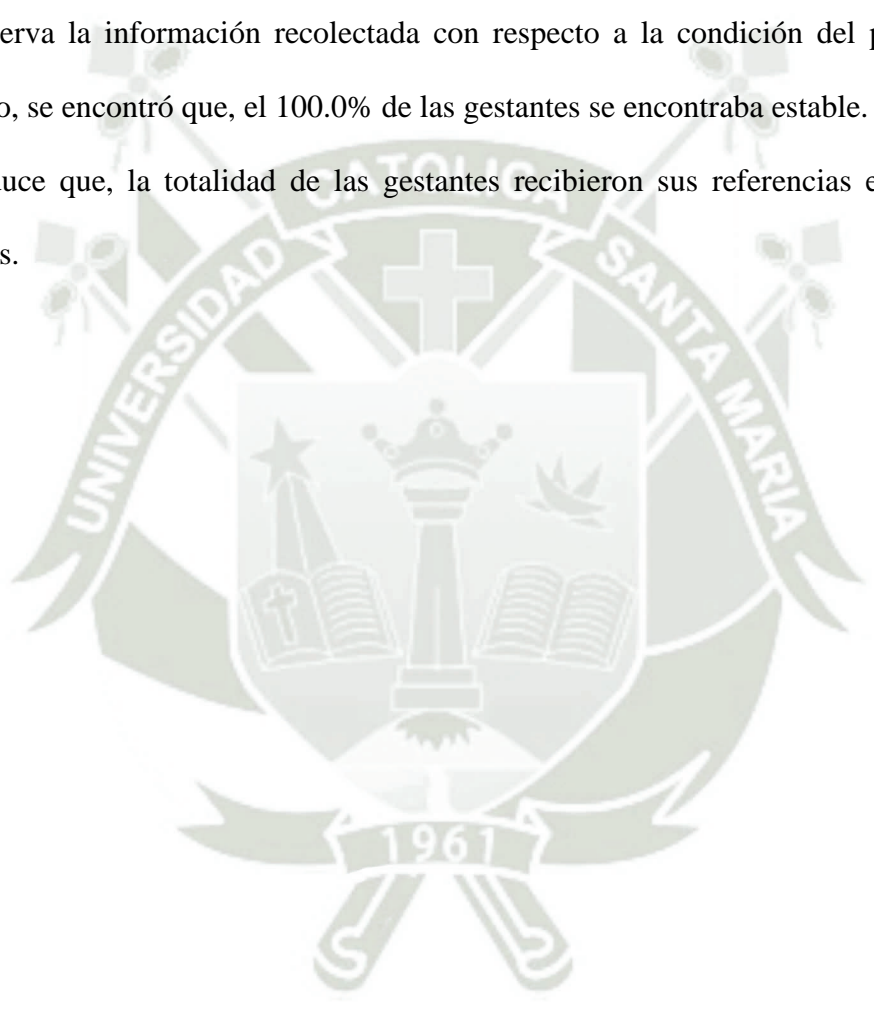 erva la información recolectada con respecto a la condición del p
o, se encontró que, el 100.0% de las gestantes se encontraba estable.
luce que, la totalidad de las gestantes recibieron sus referencias e
s.
UNIVERSIDAD CATOLICA SANTA MARIA
1961